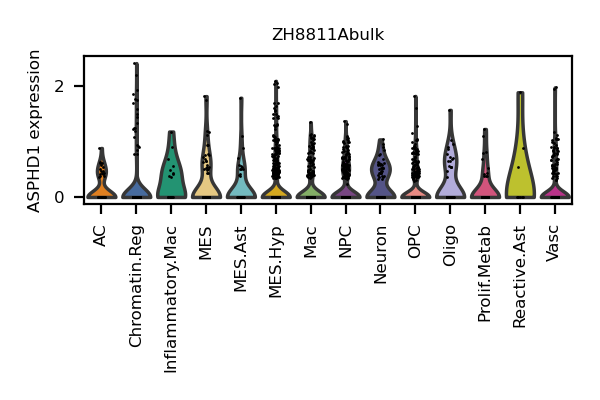 ZH8811Abulk
ASPHD1 expression
2
0
AC
Chromatin.Reg
Inflammatory.Mac
MES
MES.Ast
MES.Hyp
Mac
NPC
Neuron
OPC
Oligo
Prolif.Metab
Reactive.Ast
Vasc